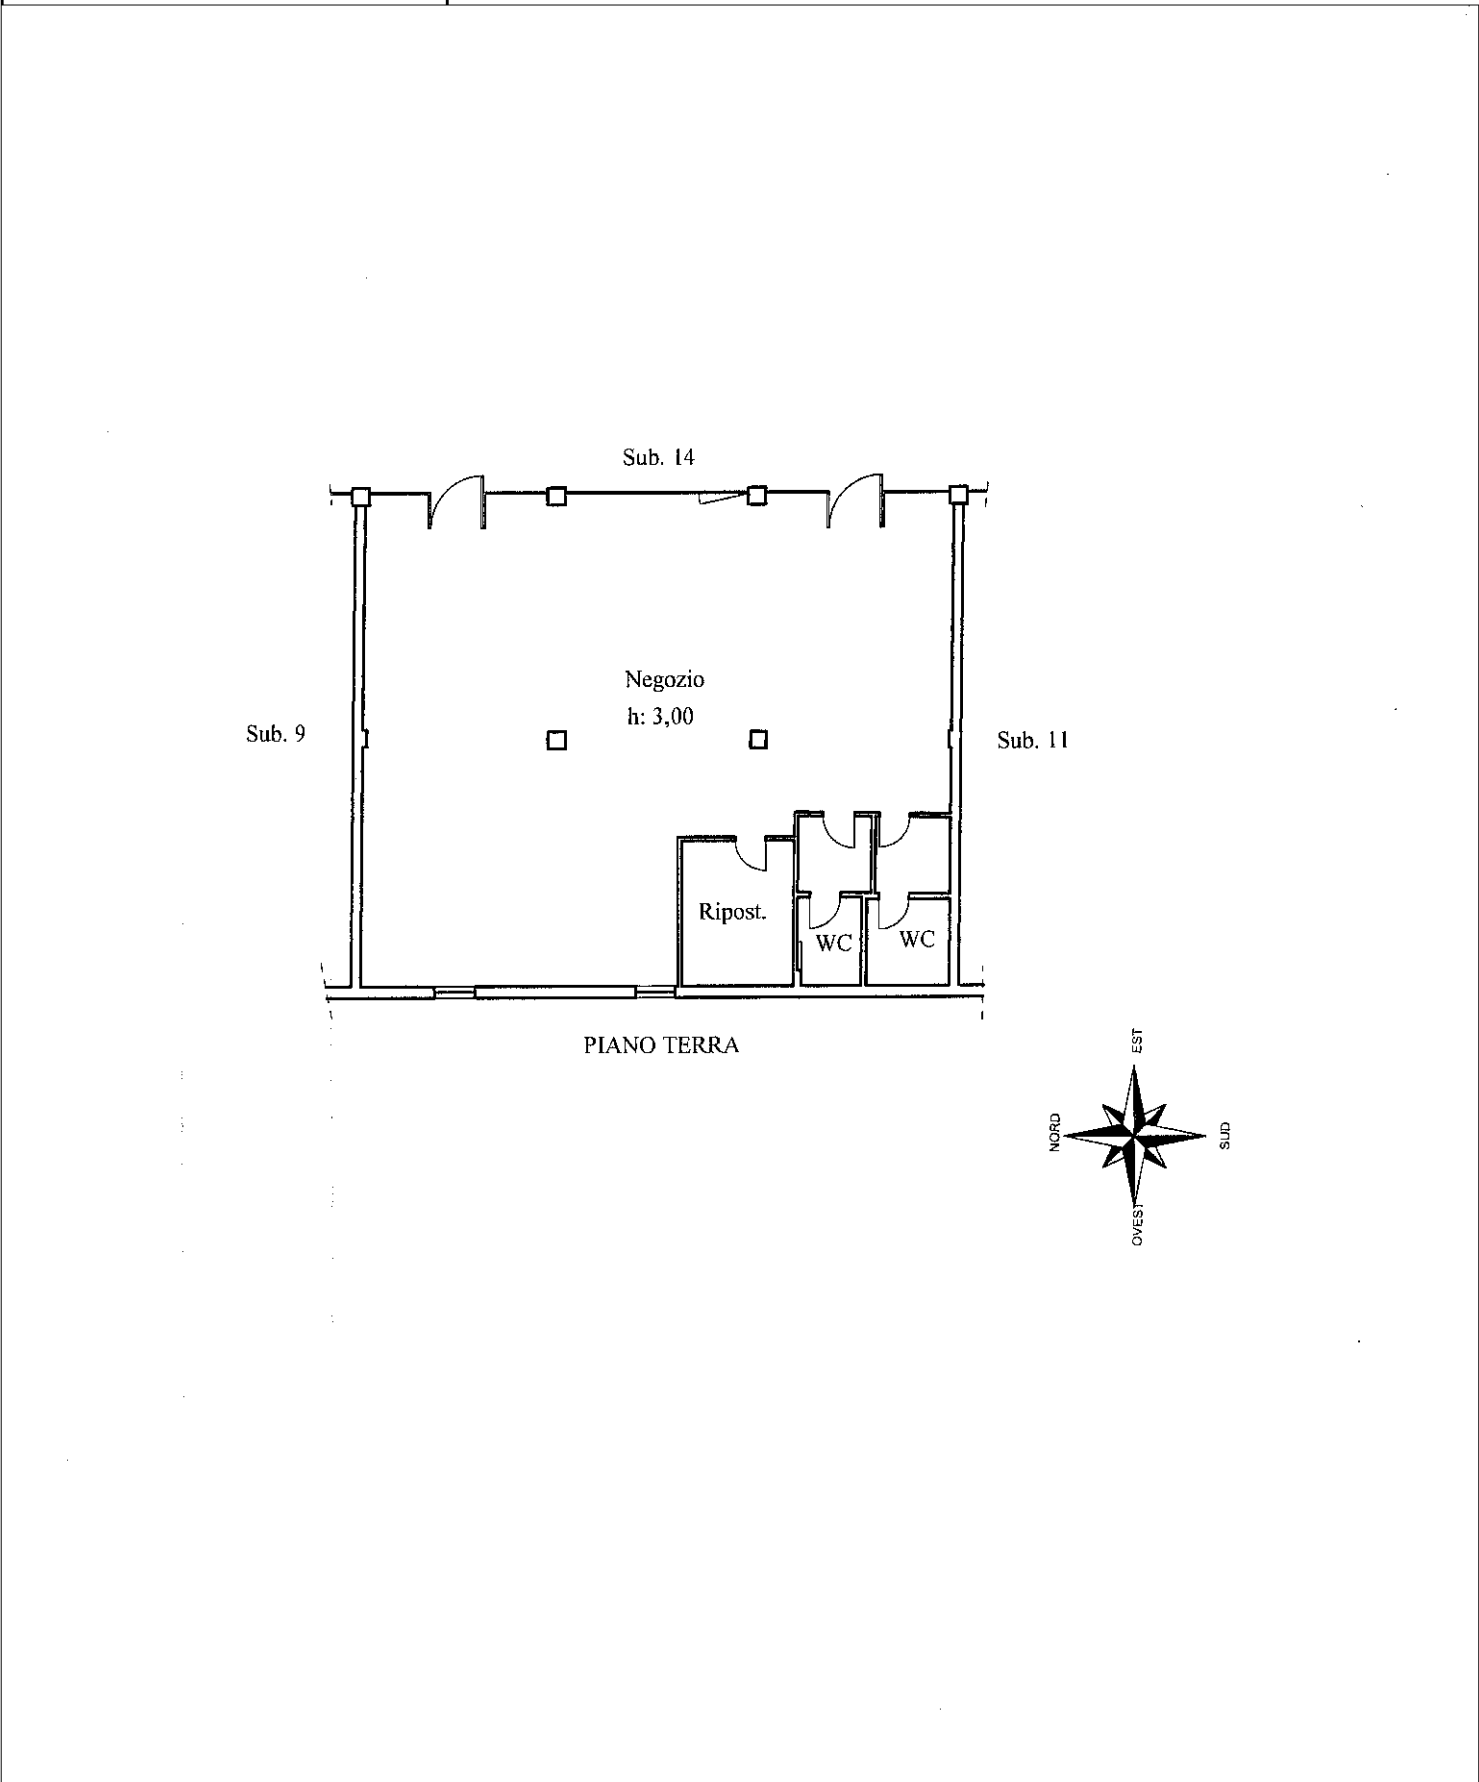 Sub. 14
Negozio
h: 3,00
Sub. 9
Sub. 11
Ripost.
WC
WC
PIANO TERRA
EST
NORD
SUD
OVEST